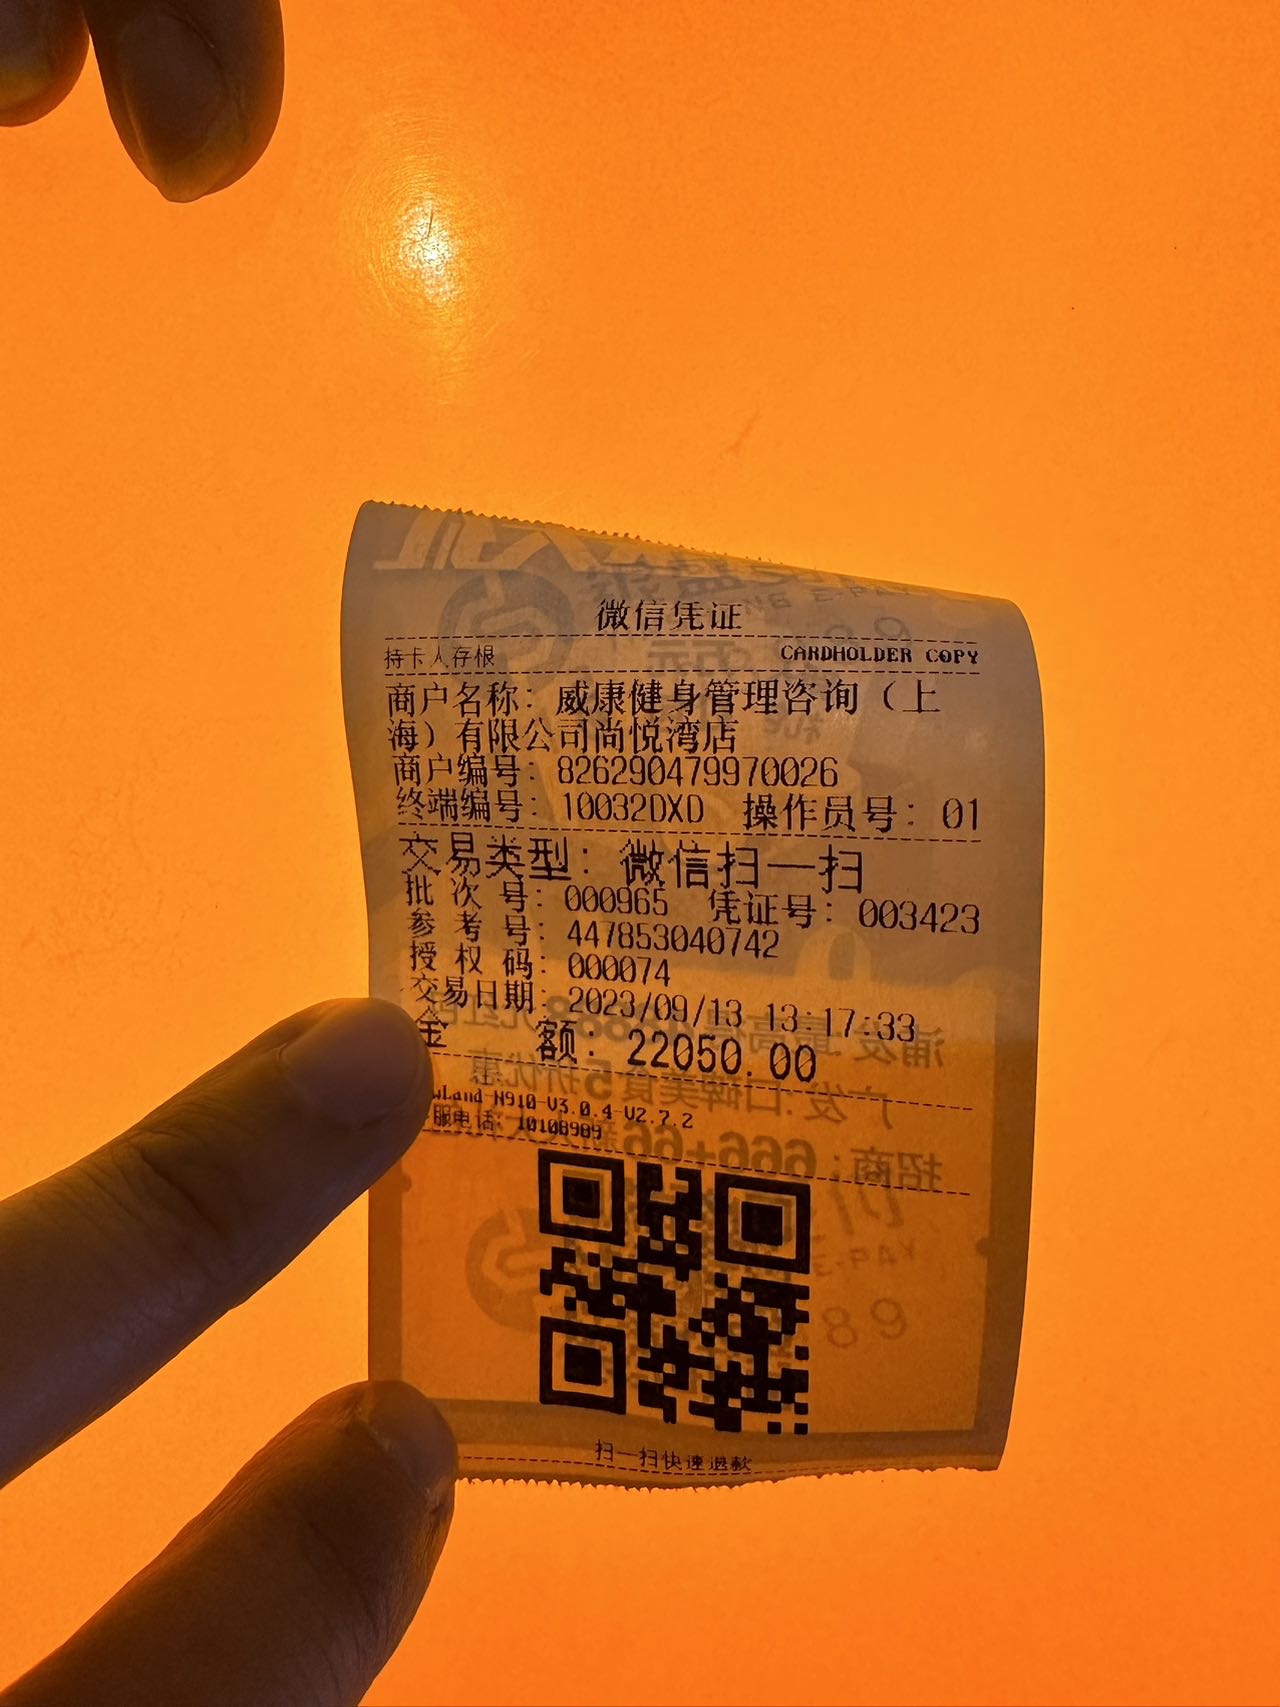 微信凭证
持卡人存根 CARDHOLDER COPY
商户名称: 威康健身管理咨询（上
海）有限公司尚悦湾店
商户编号: 826290479970026
终端编号: 10032DXD 操作员号: 01
交易类型: 微信扫一扫
批次号: 000965 凭证号: 003423
参考号: 447853040742
授权码: 000074
交易日期: 2023/09/13 13:17:33
金额: 22050.00
wLand-N910-V3.0.4-V2.7.2
服电话: 10108989
扫一扫快速退款